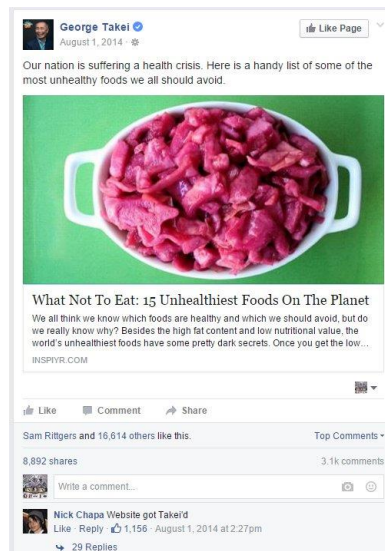 George Takei
Like Page
August 1, 2014 ·
Our nation is suffering a health crisis. Here is a handy list of some of the
most unhealthy foods we all should avoid.
What Not To Eat: 15 Unhealthiest Foods On The Planet
We all think we know which foods are healthy and which we should avoid, but do
we really know why? Besides the high fat content and low nutritional value, the
world's unhealthiest foods have some pretty dark secrets. Once you get the low...
INSPIYR.COM
Like Comment Share
Sam Rittgers and 16,614 others like this. Top Comments
8,892 shares 3.1k comments
Write a comment...
Nick Chapa Website got Takei'd
Like · Reply · 1,156 · August 1, 2014 at 2:27pm
29 Replies